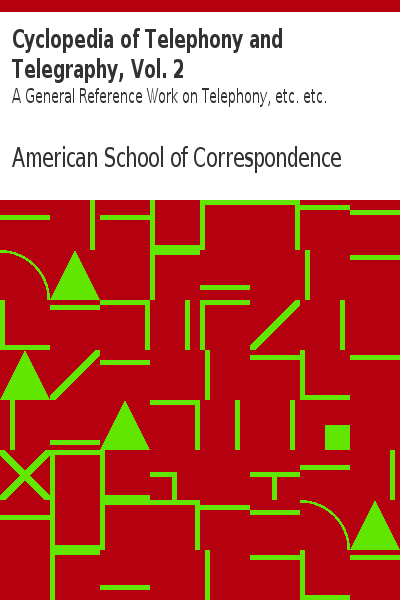 Cyclopedia of Telephony and
Telegraphy, Vol. 2
A General Reference Work on Telephony, etc. etc.
American School of Correspondence